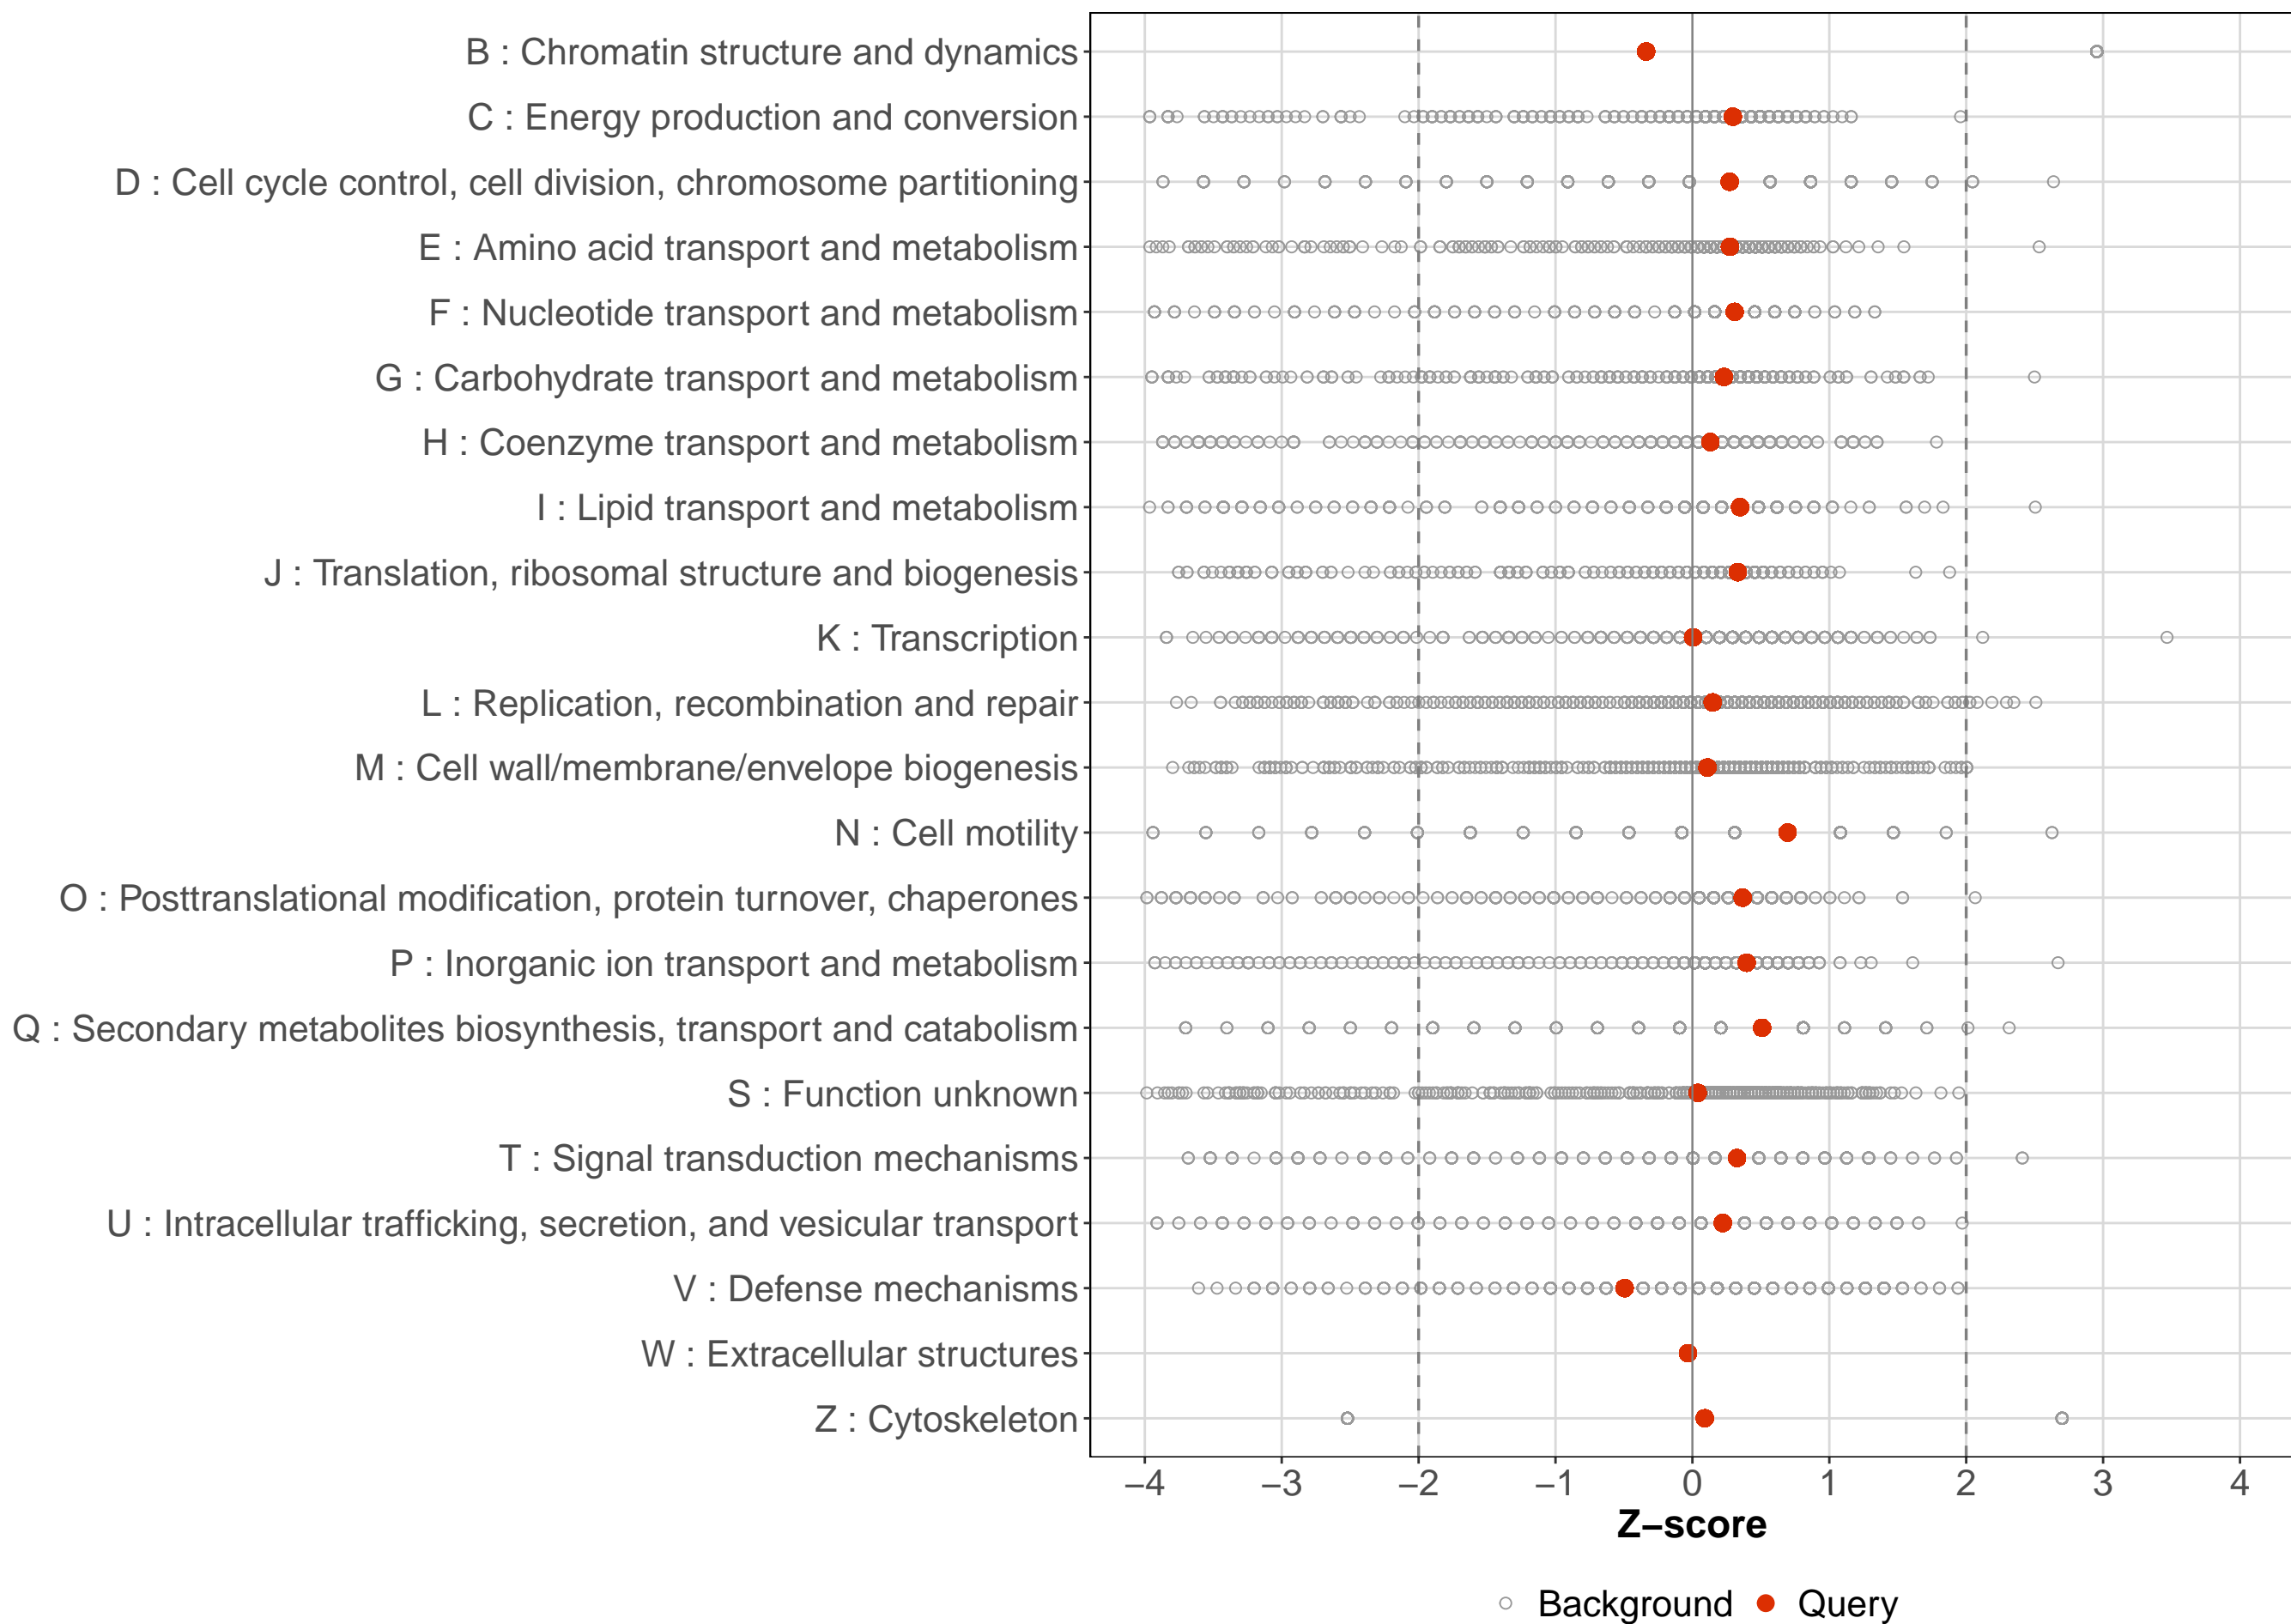 B : Chromatin structure and dynamics
C : Energy production and conversion
D : Cell cycle control, cell division, chromosome partitioning
E : Amino acid transport and metabolism
F : Nucleotide transport and metabolism
G : Carbohydrate transport and metabolism
H : Coenzyme transport and metabolism
I : Lipid transport and metabolism
J : Translation, ribosomal structure and biogenesis
K : Transcription
L : Replication, recombination and repair
M : Cell wall/membrane/envelope biogenesis
N : Cell motility
O : Posttranslational modification, protein turnover, chaperones
P : Inorganic ion transport and metabolism
Q : Secondary metabolites biosynthesis, transport and catabolism
S : Function unknown
T : Signal transduction mechanisms
U : Intracellular trafficking, secretion, and vesicular transport
V : Defense mechanisms
W : Extracellular structures
Z : Cytoskeleton
−4 −3 −2 −1 0 1 2 3 4
Z−score
Background Query